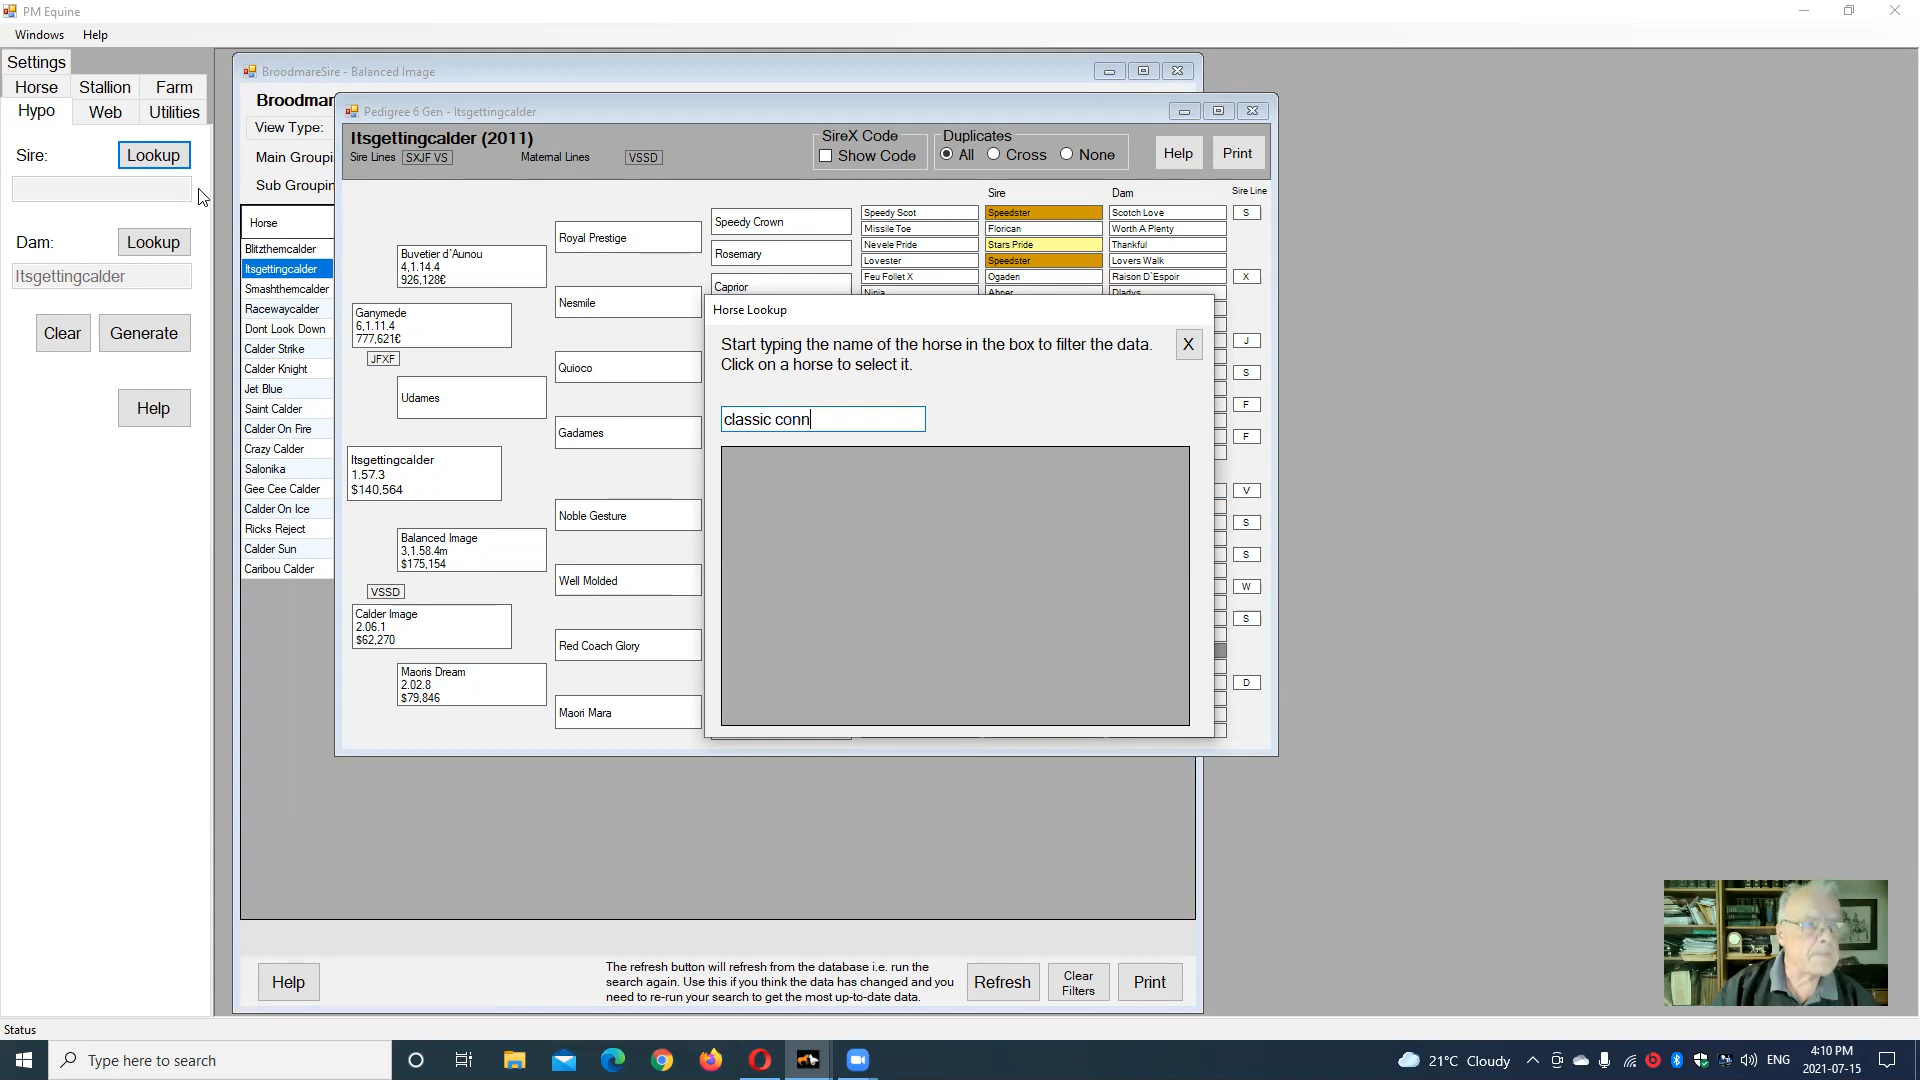 PM Equine
Windows Help
Settings
Horse Stallion Farm
Hypo Web Utilities
Sire: Lookup
Dam: Lookup
Itsgettingcalder
Clear Generate
Help
BroodmareSire - Balanced Image
Broodmar
View Type:
Main Groupi
Sub Groupin
Horse
Blitzthemcalder
Itsgettingcalder
Smashthemcalder
Racewaycalder
Dont Look Down
Calder Strike
Calder Knight
Jet Blue
Saint Calder
Calder On Fire
Crazy Calder
Salonika
Gee Cee Calder
Calder On Ice
Ricks Reject
Calder Sun
Caribou Calder
Pedigree 6 Gen - Itsgettingcalder
Itsgettingcalder (2011)
Sire Lines SXJF VS Maternal Lines VSSD
SireX Code
Show Code
Duplicates
All Cross None
Help Print
Sire Dam Sire Line
Buvetier d`Aunou
4,1.14.4
926,128€
Ganymede
6,1.11.4
777,621€
JFXF
Udames
Itsgettingcalder
1.57.3
$140,564
Balanced Image
3,1.58.4m
$175,154
VSSD
Calder Image
2.06.1
$62,270
Maoris Dream
2.02.8
$79,846
Royal Prestige
Nesmile
Quioco
Gadames
Noble Gesture
Well Molded
Red Coach Glory
Maori Mara
Speedy Crown
Rosemary
Caprior
Speedy Scot Speedster Scotch Love S
Missile Toe Florican Worth A Plenty
Nevele Pride Stars Pride Thankful
Lovester Speedster Lovers Walk
Feu Follet X Ogaden Raison D`Espoir X
Ninia Abner Gladys
J
S
F
F
V
S
S
W
S
D
Horse Lookup
Start typing the name of the horse in the box to filter the data.
Click on a horse to select it.
X
classic conn
Help
The refresh button will refresh from the database i.e. run the
search again. Use this if you think the data has changed and you
need to re-run your search to get the most up-to-date data.
Refresh
Clear
Filters
Print
Status
Type here to search
21°C Cloudy
ENG
4:10 PM
2021-07-15